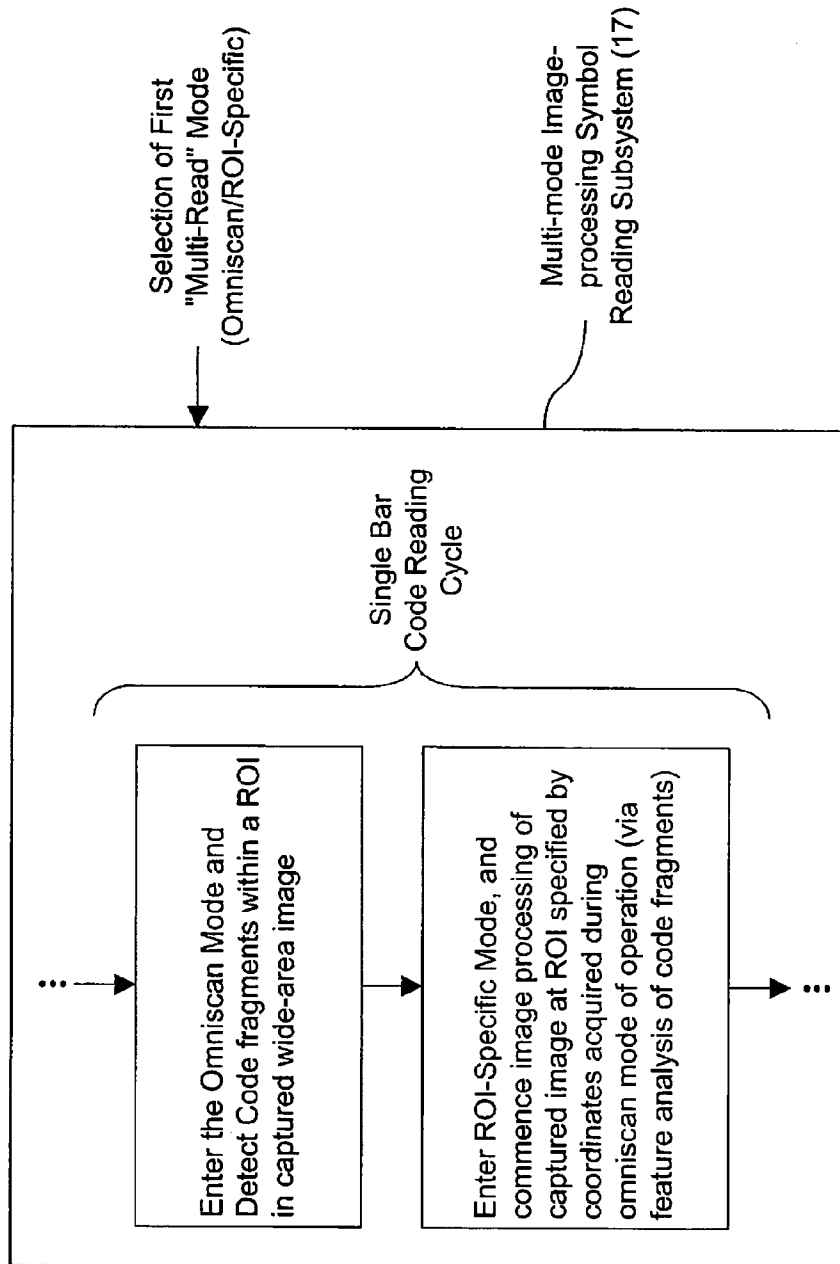 Selection of First
"Multi-Read" Mode
(Omniscan/ROI-Specific)
Multi-mode Image-
processing Symbol
Reading Subsystem (17)
Single Bar
Code Reading
Cycle
Enter the Omniscan Mode and
Detect Code fragments within a ROI
in captured wide-area image
Enter ROI-Specific Mode, and
commence image processing of
captured image at ROI specified by
coordinates acquired during
omniscan mode of operation (via
feature analysis of code fragments)